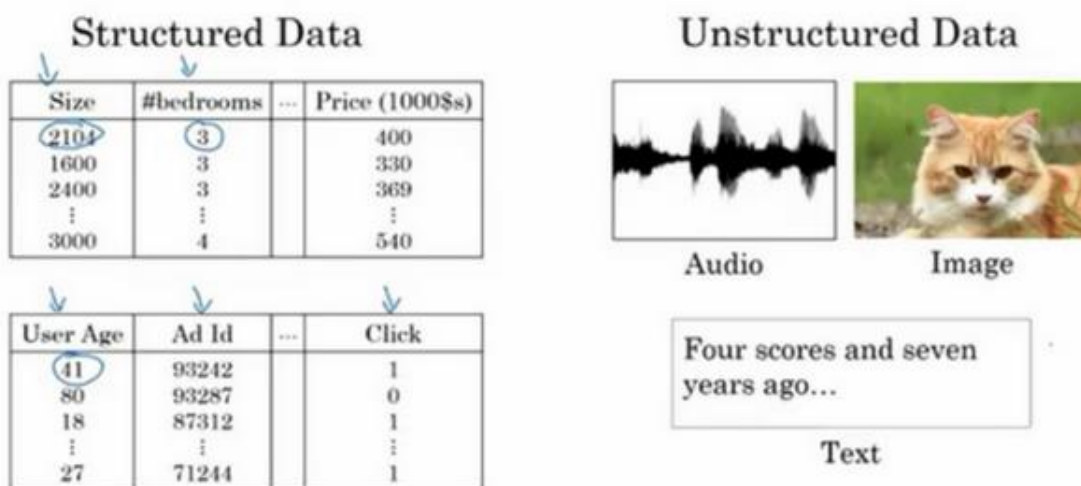 Structured Data
Size #bedrooms ... Price (1000$s)
2104 3 400
1600 3 330
2400 3 369
⋮ ⋮ ⋮
3000 4 540
User Age Ad Id ... Click
41 93242 1
80 93287 0
18 87312 1
⋮ ⋮ ⋮
27 71244 1
Unstructured Data
Audio Image
Four scores and seven
years ago...
Text